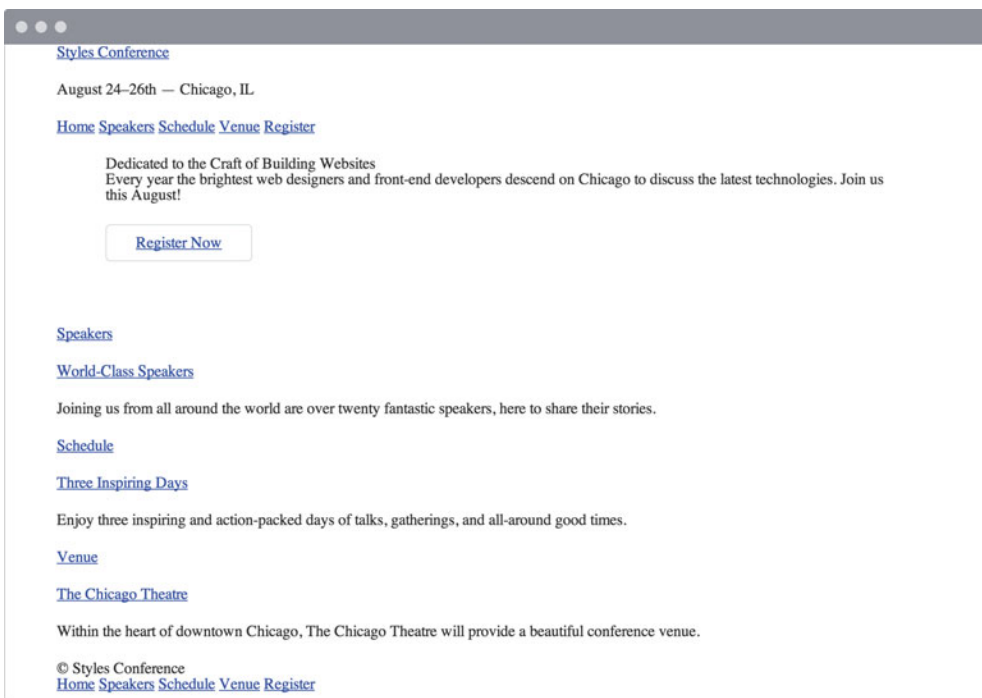 Styles Conference
August 24–26th — Chicago, IL
Home Speakers Schedule Venue Register
Dedicated to the Craft of Building Websites
Every year the brightest web designers and front-end developers descend on Chicago to discuss the latest technologies. Join us
this August!
Register Now
Speakers
World-Class Speakers
Joining us from all around the world are over twenty fantastic speakers, here to share their stories.
Schedule
Three Inspiring Days
Enjoy three inspiring and action-packed days of talks, gatherings, and all-around good times.
Venue
The Chicago Theatre
Within the heart of downtown Chicago, The Chicago Theatre will provide a beautiful conference venue.
© Styles Conference
Home Speakers Schedule Venue Register